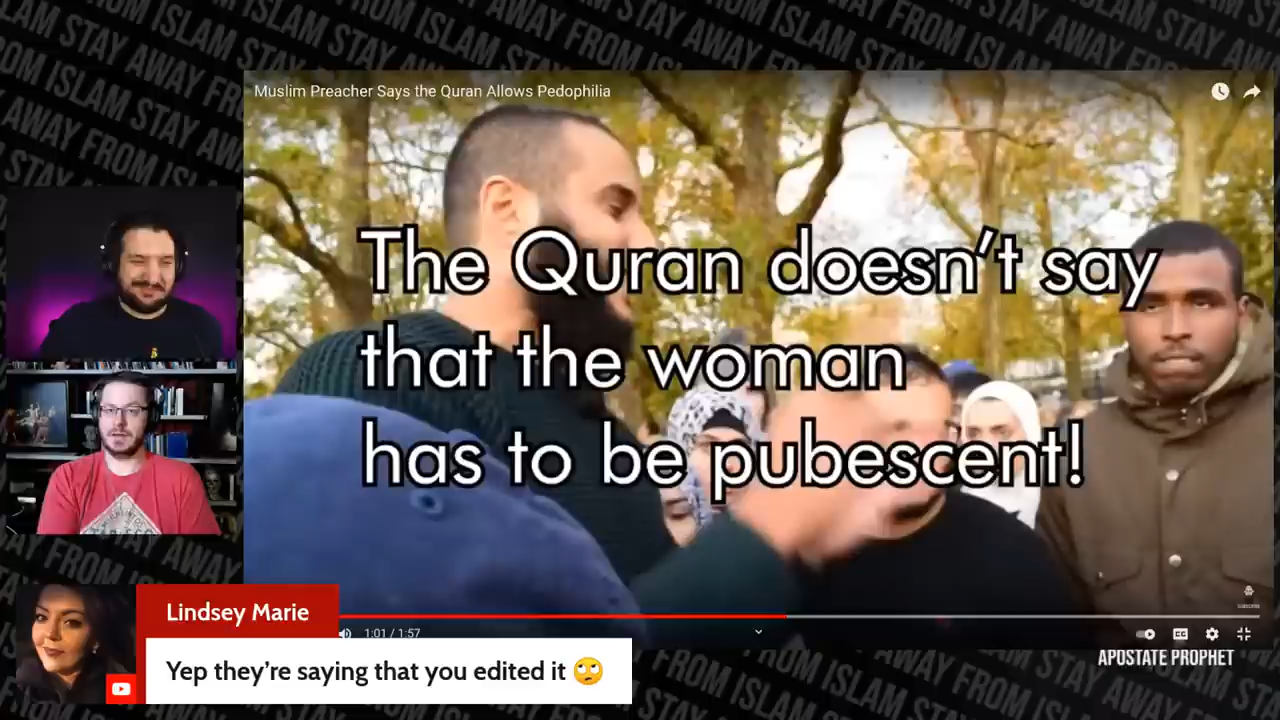 STAY AWAY FROM ISLAM
Muslim Preacher Says the Quran Allows Pedophilia
The Quran doesn't say
that the woman
has to be pubescent!
Lindsey Marie
1:01 / 1:57
CC
APOSTATE PROPHET
Yep they're saying that you edited it 🙄